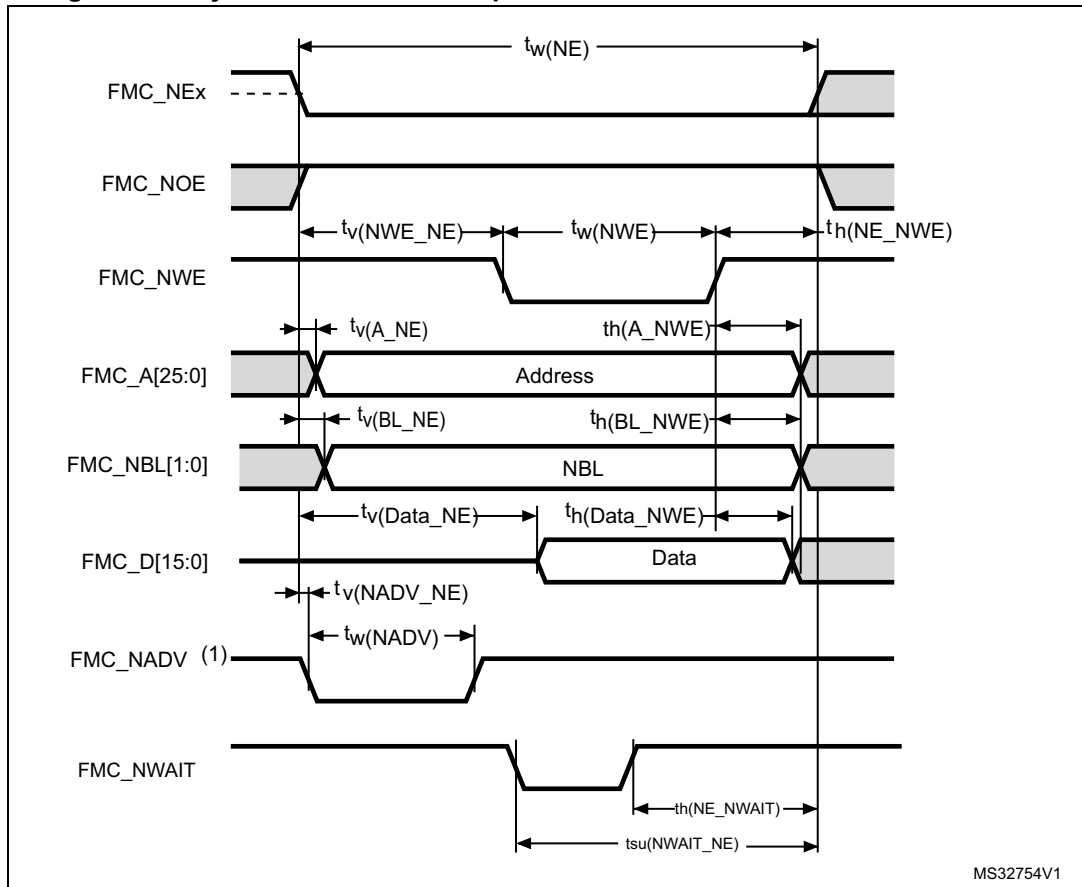 tw(NE)
FMC_NEx
FMC_NOE
tv(NWE_NE) tw(NWE) th(NE_NWE)
FMC_NWE
tv(A_NE) th(A_NWE)
FMC_A[25:0] Address
tv(BL_NE) th(BL_NWE)
FMC_NBL[1:0] NBL
tv(Data_NE) th(Data_NWE)
FMC_D[15:0] Data
tv(NADV_NE)
tw(NADV)
FMC_NADV (1)
FMC_NWAIT
th(NE_NWAIT)
tsu(NWAIT_NE)
MS32754V1